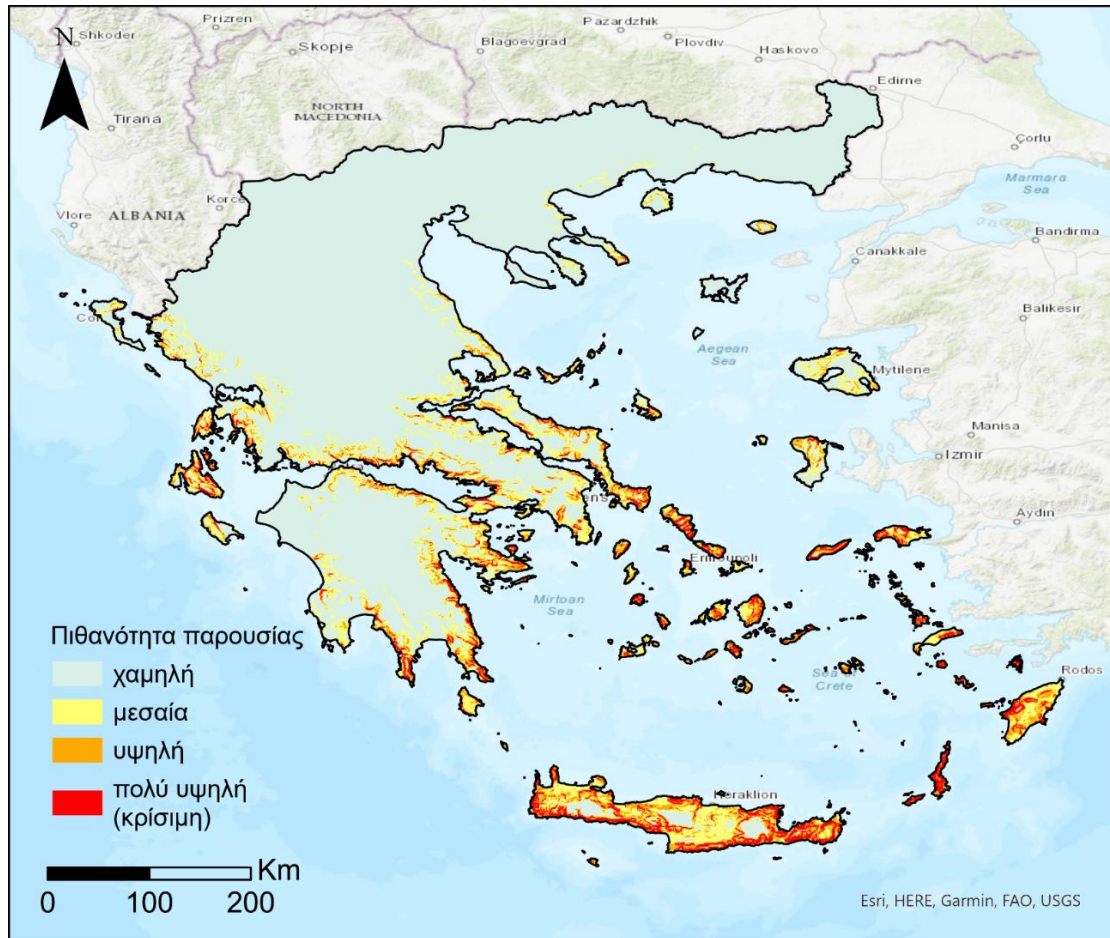 Prizren
Pazardzhik
N
Shkoder
Skopje
Blagoevgrad
Plovdiv
Haskovo
Edirne
NORTH
MACEDONIA
Tirana
Çorlu
Marmara
Sea
Korce
Vlore
ALBANIA
Bandirma
Canakkale
Balikesir
Aegean
Sea
Mytilene
Manisa
Izmir
Aydin
Ermoupoli
Mirtoan
Sea
Πιθανότητα παρουσίας
χαμηλή
μεσαία
υψηλή
πολύ υψηλή
(κρίσιμη)
Sea of
Crete
Rodos
Heraklion
Km
0 100 200
Esri, HERE, Garmin, FAO, USGS